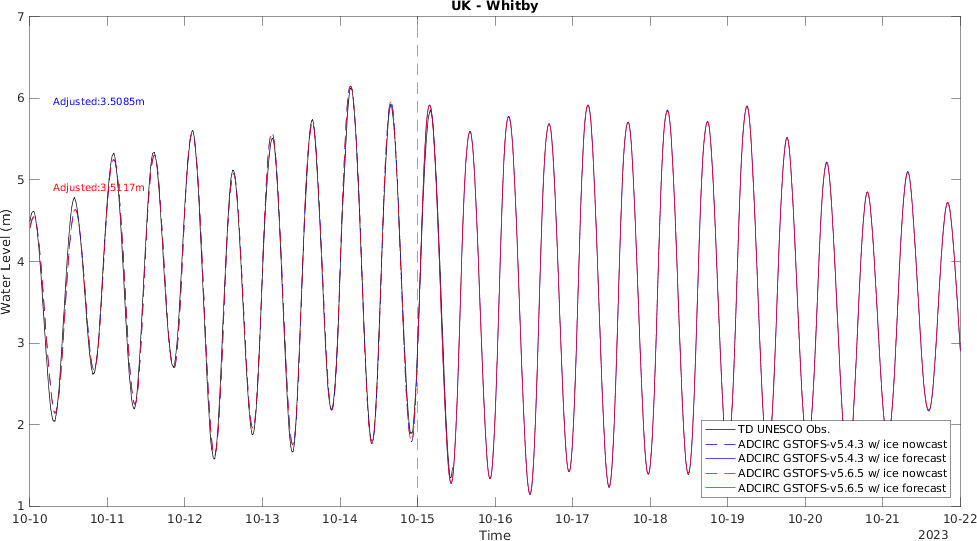 UK - Whitby
7
6
5
4
3
2
1
Water Level (m)
Adjusted:3.5085m
Adjusted:3.5117m
TD UNESCO Obs.
ADCIRC GSTOFS-v5.4.3 w/ ice nowcast
ADCIRC GSTOFS-v5.4.3 w/ ice forecast
ADCIRC GSTOFS-v5.6.5 w/ ice nowcast
ADCIRC GSTOFS-v5.6.5 w/ ice forecast
10-10 10-11 10-12 10-13 10-14 10-15 10-16 10-17 10-18 10-19 10-20 10-21 10-22
Time
2023